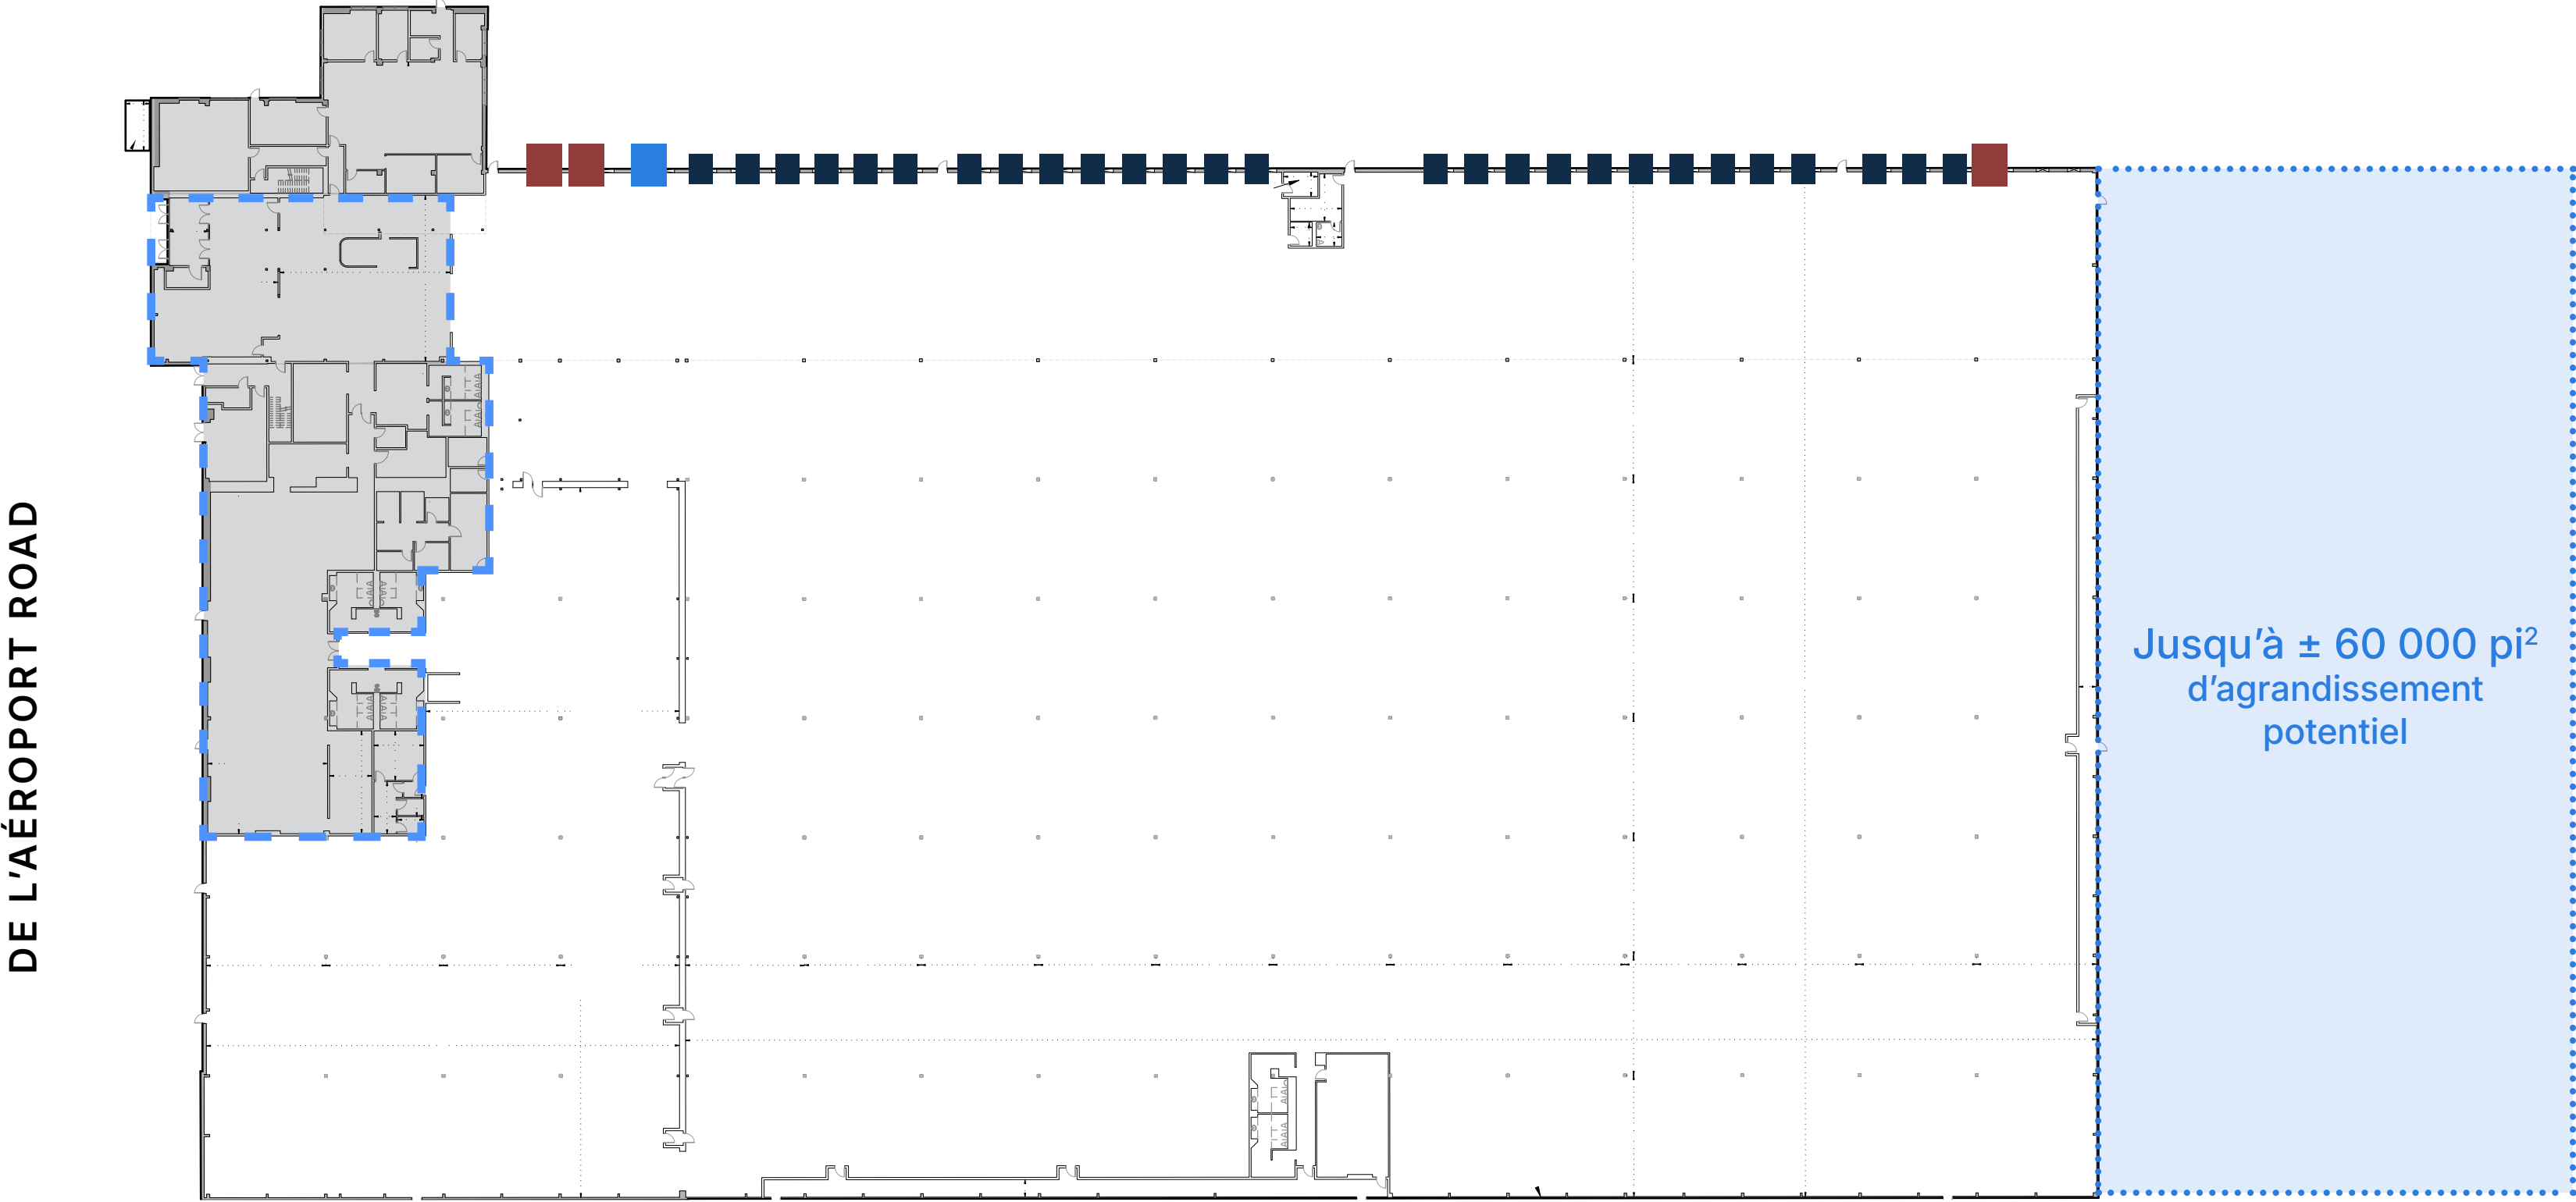 DE L'AÉROPORT ROAD
Jusqu'à ± 60 000 pi²
d'agrandissement
potentiel